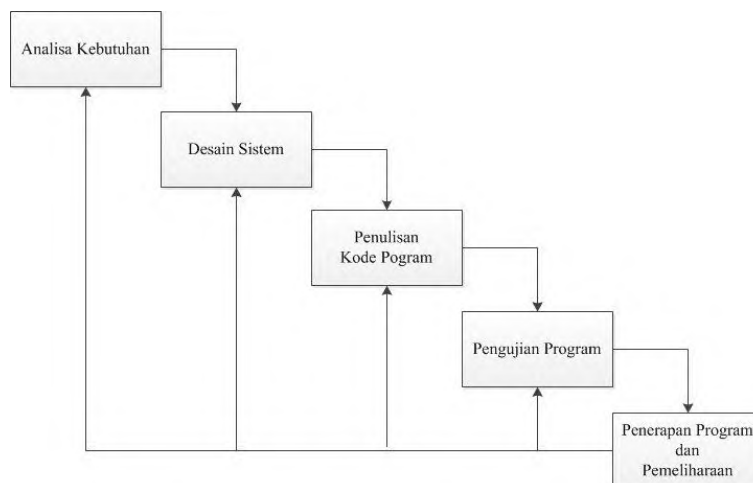 Analisa Kebutuhan
Desain Sistem
Penulisan
Kode Pogram
Pengujian Program
Penerapan Program
dan
Pemeliharaan